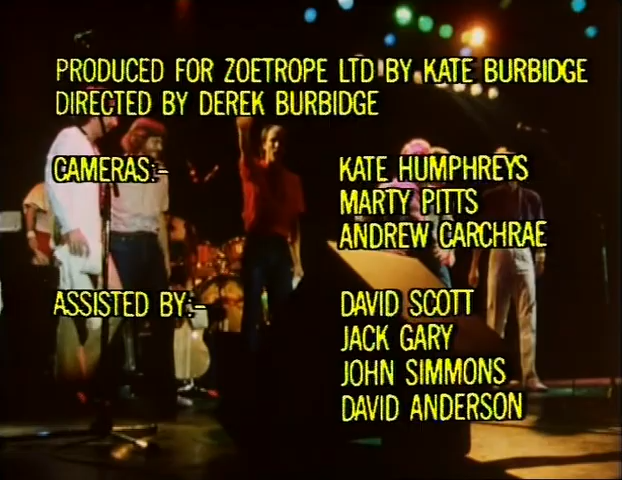 PRODUCED FOR ZOETROPE LTD BY KATE BURBIDGE
DIRECTED BY DEREK BURBIDGE
CAMERAS:- KATE HUMPHREYS
MARTY PITTS
ANDREW CARCHRAE
ASSISTED BY:- DAVID SCOTT
JACK GARY
JOHN SIMMONS
DAVID ANDERSON